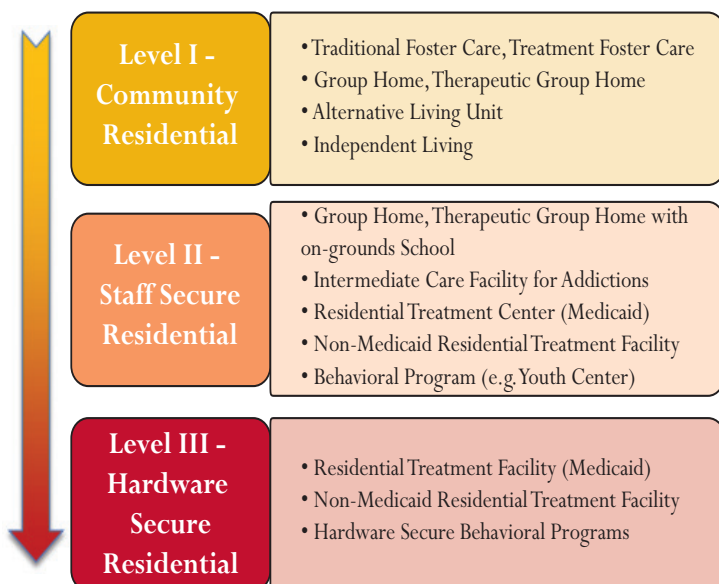 Level I -
Community
Residential
• Traditional Foster Care, Treatment Foster Care
• Group Home, Therapeutic Group Home
• Alternative Living Unit
• Independent Living
Level II -
Staff Secure
Residential
• Group Home, Therapeutic Group Home with
on-grounds School
• Intermediate Care Facility for Addictions
• Residential Treatment Center (Medicaid)
• Non-Medicaid Residential Treatment Facility
• Behavioral Program (e.g. Youth Center)
Level III -
Hardware
Secure
Residential
• Residential Treatment Facility (Medicaid)
• Non-Medicaid Residential Treatment Facility
• Hardware Secure Behavioral Programs